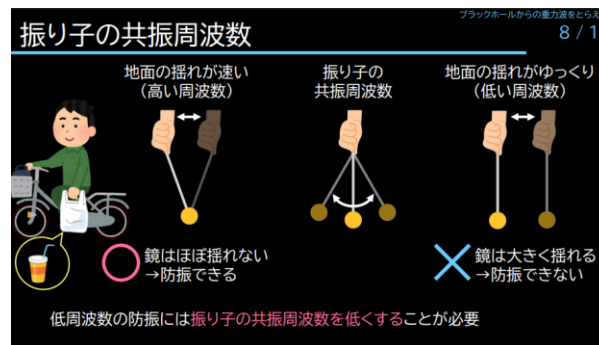 ブラックホールからの重力波をとらえ
振り子の共振周波数
8 / 1
地面の揺れが速い
（高い周波数）
振り子の
共振周波数
地面の揺れがゆっくり
（低い周波数）
鏡はほぼ揺れない
→防振できる
鏡は大きく揺れる
→防振できない
低周波数の防振には振り子の共振周波数を低くすることが必要